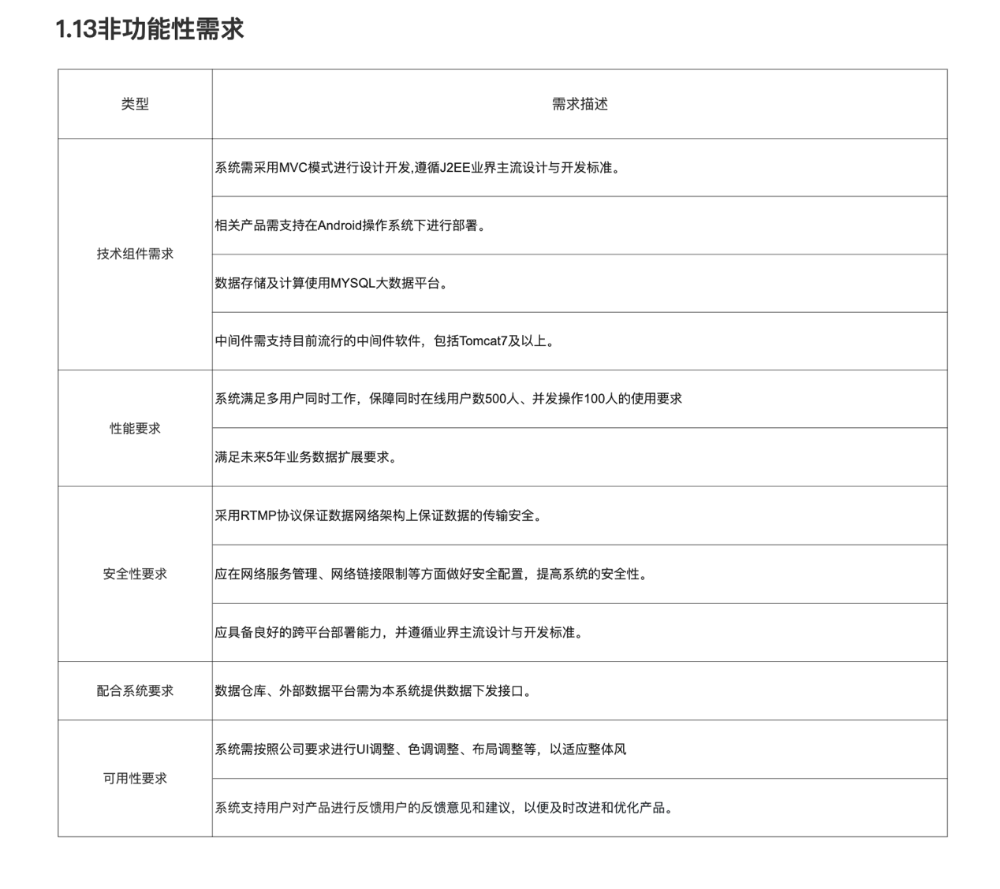 1.13非功能性需求
类型
需求描述
技术组件需求
系统需采用MVC模式进行设计开发,遵循J2EE业界主流设计与开发标准。
相关产品需支持在Android操作系统下进行部署。
数据存储及计算使用MYSQL大数据平台。
中间件需支持目前流行的中间件软件，包括Tomcat7及以上。
性能要求
系统满足多用户同时工作，保障同时在线用户数500人、并发操作100人的使用要求
满足未来5年业务数据扩展要求。
安全性要求
采用RTMP协议保证数据网络架构上保证数据的传输安全。
应在网络服务管理、网络链接限制等方面做好安全配置，提高系统的安全性。
应具备良好的跨平台部署能力，并遵循业界主流设计与开发标准。
配合系统要求
数据仓库、外部数据平台需为本系统提供数据下发接口。
可用性要求
系统需按照公司要求进行UI调整、色调调整、布局调整等，以适应整体风
系统支持用户对产品进行反馈用户的反馈意见和建议，以便及时改进和优化产品。